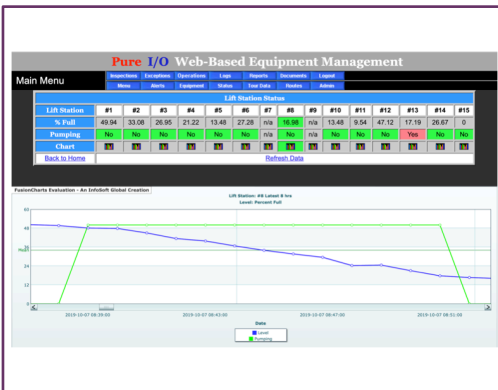 Pure I/O Web-Based Equipment Management
Main Menu
Inspections Exceptions Operations Logs Reports Documents Logout
Menu Alerts Equipment Status Tour Data Routes Admin
Lift Station Status
Lift Station #1 #2 #3 #4 #5 #6 #7 #8 #9 #10 #11 #12 #13 #14 #15
% Full 49.94 33.08 26.95 21.22 13.48 27.28 n/a 16.98 n/a 13.48 9.54 47.12 17.19 26.67 0
Pumping No No No No No No n/a No n/a No No No Yes No No
Chart
Back to Home Refresh Data
FusionCharts Evaluation - An InfoSoft Global Creation
Lift Station: #8 Latest 8 hrs
Level: Percent Full
60
48
36
24
12
0
2019-10-07 08:39:00 2019-10-07 08:43:00 2019-10-07 08:47:00 2019-10-07 08:51:00
Date
Level
Pumping